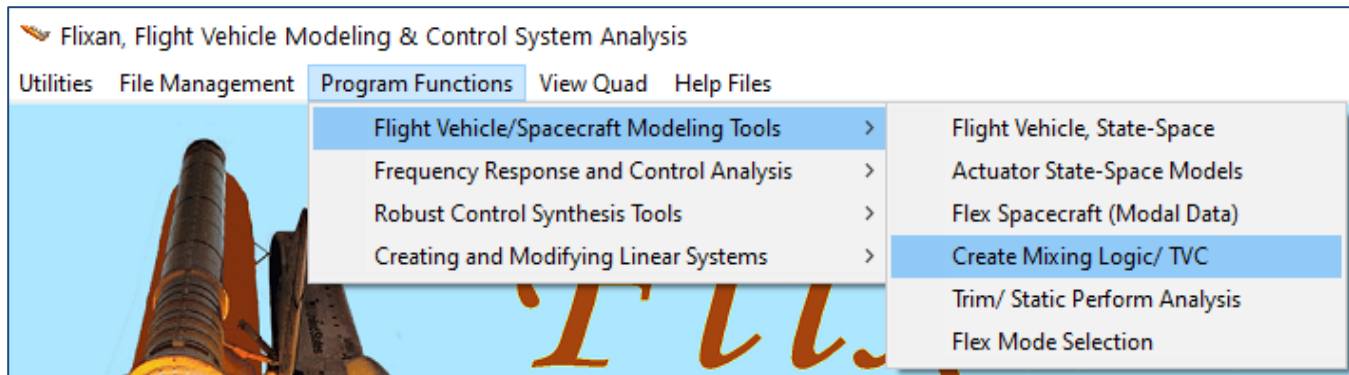 Flixan, Flight Vehicle Modeling & Control System Analysis
Utilities File Management Program Functions View Quad Help Files
Flight Vehicle/Spacecraft Modeling Tools >
Frequency Response and Control Analysis >
Robust Control Synthesis Tools >
Creating and Modifying Linear Systems >
Flight Vehicle, State-Space
Actuator State-Space Models
Flex Spacecraft (Modal Data)
Create Mixing Logic/ TVC
Trim/ Static Perform Analysis
Flex Mode Selection